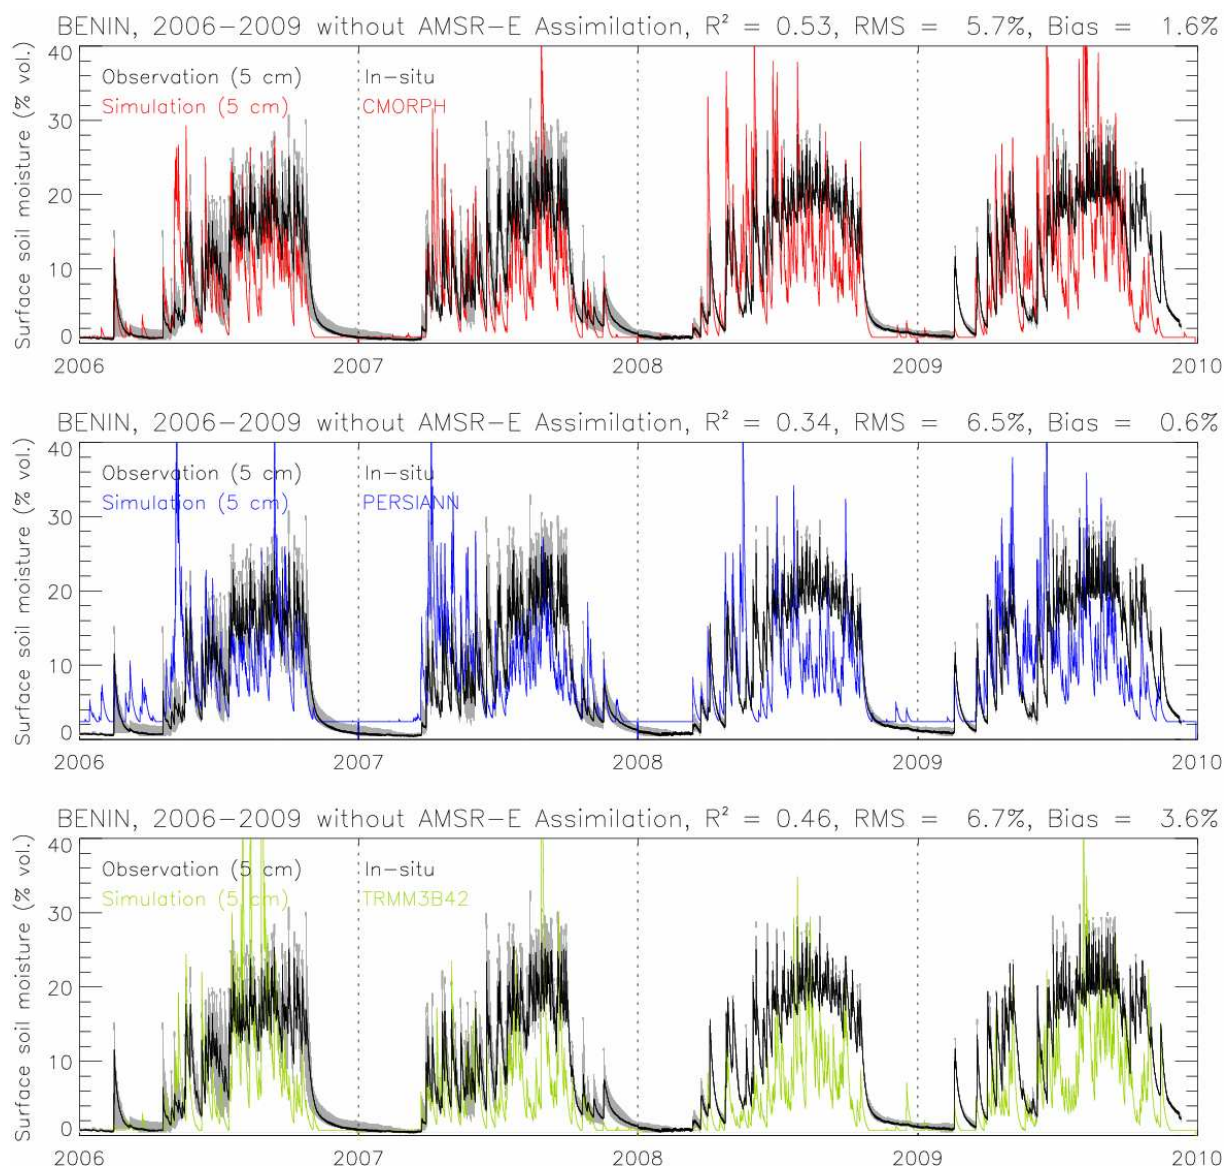 BENIN, 2006-2009 without AMSR-E Assimilation, R² = 0.53, RMS = 5.7%, Bias = 1.6%
Surface soil moisture (% vol.)
40
Observation (5 cm) In-situ
Simulation (5 cm) CMORPH
30
20
10
0
2006 2007 2008 2009 2010
BENIN, 2006-2009 without AMSR-E Assimilation, R² = 0.34, RMS = 6.5%, Bias = 0.6%
Surface soil moisture (% vol.)
40
Observation (5 cm) In-situ
Simulation (5 cm) PERSIANN
30
20
10
0
2006 2007 2008 2009 2010
BENIN, 2006-2009 without AMSR-E Assimilation, R² = 0.46, RMS = 6.7%, Bias = 3.6%
Surface soil moisture (% vol.)
40
Observation (5 cm) In-situ
Simulation (5 cm) TRMM3B42
30
20
10
0
2006 2007 2008 2009 2010